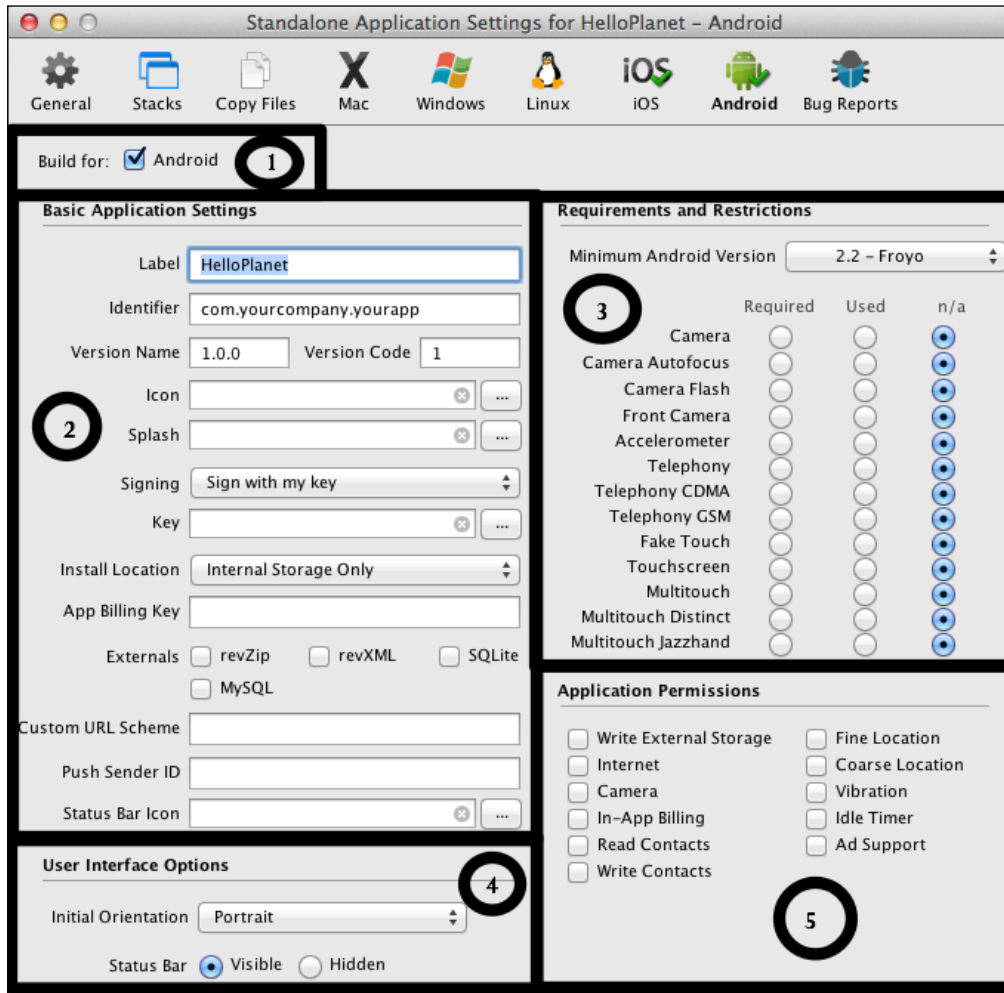 Standalone Application Settings for HelloPlanet – Android
General Stacks Copy Files Mac Windows Linux iOS Android Bug Reports
Build for: Android 1
Basic Application Settings
Label HelloPlanet
Identifier com.yourcompany.yourapp
Version Name 1.0.0 Version Code 1
Icon ...
2
Splash ...
Signing Sign with my key
Key ...
Install Location Internal Storage Only
App Billing Key
Externals revZip revXML SQLite
MySQL
Custom URL Scheme
Push Sender ID
Status Bar Icon ...
Requirements and Restrictions
Minimum Android Version 2.2 – Froyo
3
Required Used n/a
Camera
Camera Autofocus
Camera Flash
Front Camera
Accelerometer
Telephony
Telephony CDMA
Telephony GSM
Fake Touch
Touchscreen
Multitouch
Multitouch Distinct
Multitouch Jazzhand
User Interface Options
4
Initial Orientation Portrait
Status Bar Visible Hidden
Application Permissions
Write External Storage Fine Location
Internet Coarse Location
Camera Vibration
In-App Billing Idle Timer
Read Contacts Ad Support
Write Contacts
5